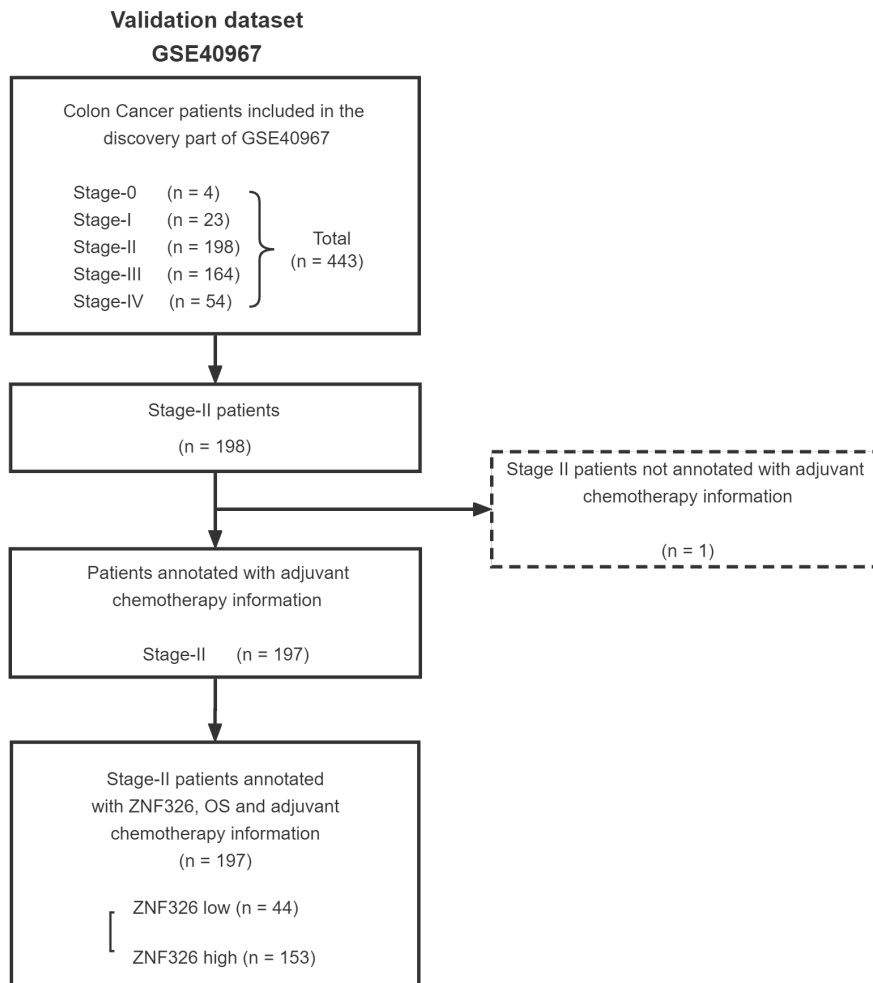 Validation dataset
GSE40967
Colon Cancer patients included in the
discovery part of GSE40967
Stage-0 (n = 4)
Stage-I (n = 23)
Stage-II (n = 198)
Stage-III (n = 164)
Stage-IV (n = 54)
Total
(n = 443)
Stage-II patients
(n = 198)
Stage II patients not annotated with adjuvant
chemotherapy information
(n = 1)
Patients annotated with adjuvant
chemotherapy information
Stage-II (n = 197)
Stage-II patients annotated
with ZNF326, OS and adjuvant
chemotherapy information
(n = 197)
ZNF326 low (n = 44)
ZNF326 high (n = 153)